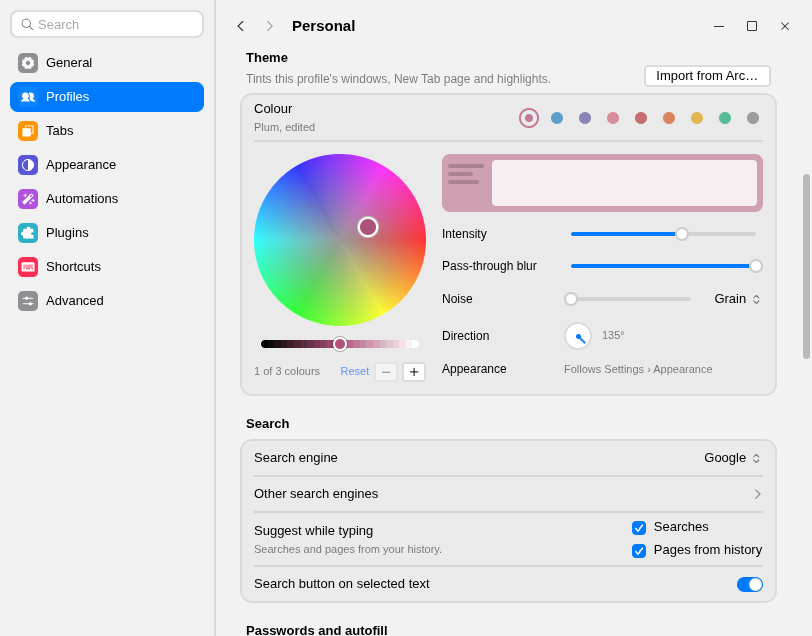 Search
General
Profiles
Tabs
Appearance
Automations
Plugins
Shortcuts
Advanced
Personal
Theme
Tints this profile's windows, New Tab page and highlights.
Import from Arc…
Colour
Plum, edited
Intensity
Pass-through blur
Noise
Grain
Direction
135°
Appearance
Follows Settings › Appearance
1 of 3 colours
Reset
Search
Search engine
Google
Other search engines
Suggest while typing
Searches and pages from your history.
Searches
Pages from history
Search button on selected text
Passwords and autofill